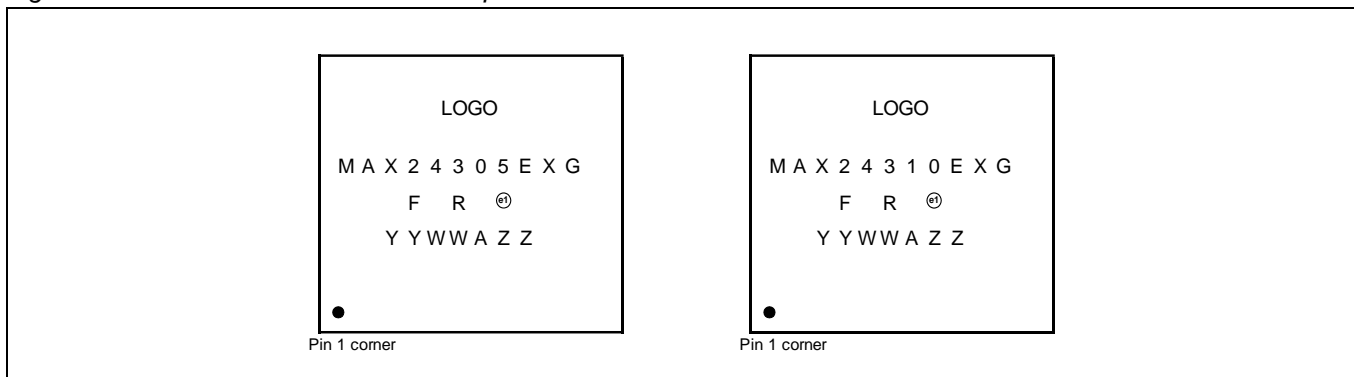 LOGO
MAX24305EXG
F R e1
YYWWAZZ
Pin 1 corner
LOGO
MAX24310EXG
F R e1
YYWWAZZ
Pin 1 corner